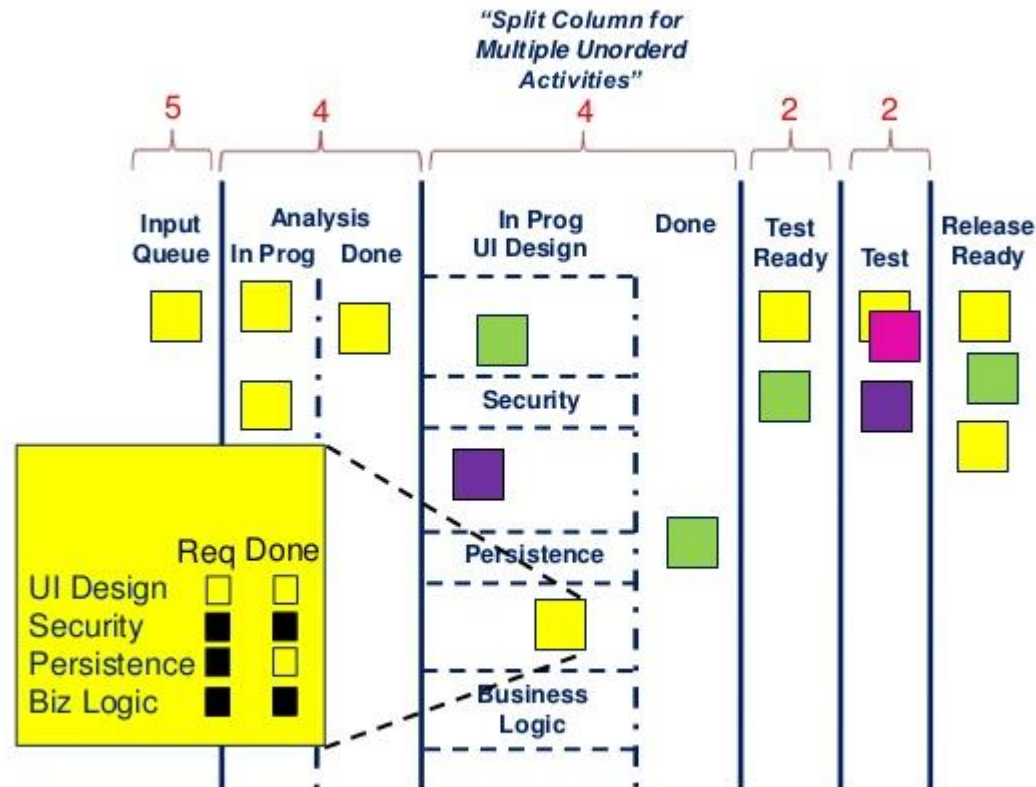 “Split Column for
Multiple Unorderd
Activities”
5
4
4
2
2
Input
Queue
Analysis
In Prog
Done
In Prog
UI Design
Done
Test
Ready
Test
Release
Ready
Security
Persistence
Business
Logic
Req Done
UI Design
Security
Persistence
Biz Logic